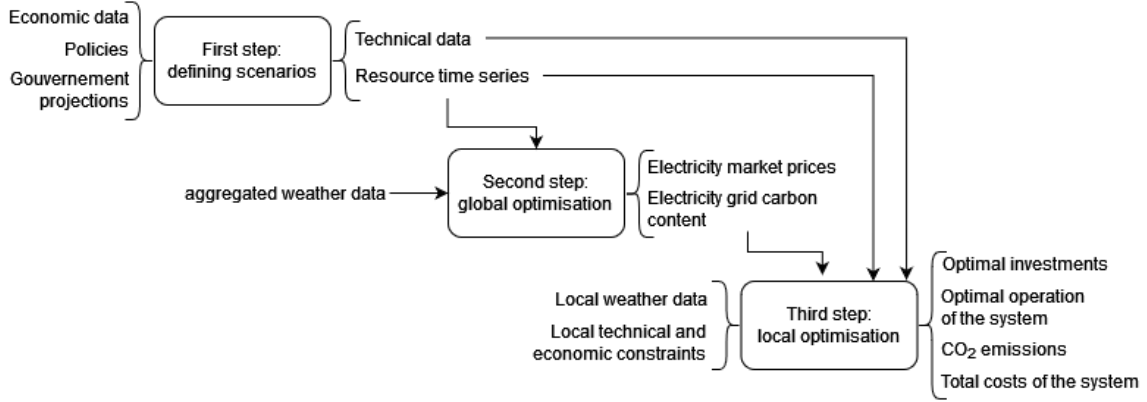 Economic data
Policies
Gouvernement
projections
First step:
defining scenarios
Technical data
Resource time series
aggregated weather data
Second step:
global optimisation
Electricity market prices
Electricity grid carbon
content
Local weather data
Local technical and
economic constraints
Third step:
local optimisation
Optimal investments
Optimal operation
of the system
CO₂ emissions
Total costs of the system